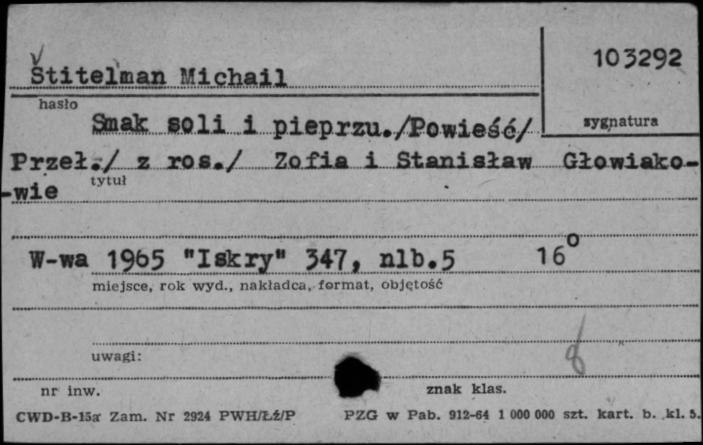 Štitelman Michail
103292
hasło
sygnatura
Smak soli i pieprzu./Powieść/
Przeł./ z ros./ Zofia i Stanisław Głowiako-
-wie
tytuł
W-wa 1965 "Iskry" 347, nlb.5 16°
miejsce, rok wyd., nakładca, format, objętość
uwagi:
nr inw.
znak klas.
CWD-B-15a Zam. Nr 2924 PWH/Łź/P PZG w Pab. 912-64 1 000 000 szt. kart. b. kl. 5.